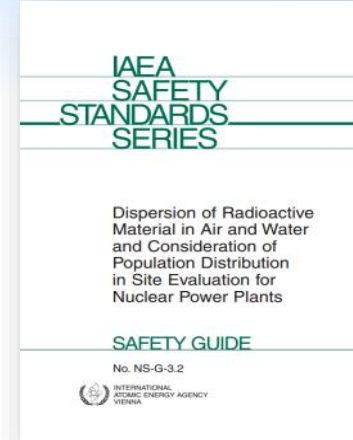 IAEA
SAFETY
STANDARDS
SERIES
Dispersion of Radioactive
Material in Air and Water
and Consideration of
Population Distribution
in Site Evaluation for
Nuclear Power Plants
SAFETY GUIDE
No. NS-G-3.2
INTERNATIONAL
ATOMIC ENERGY AGENCY
VIENNA